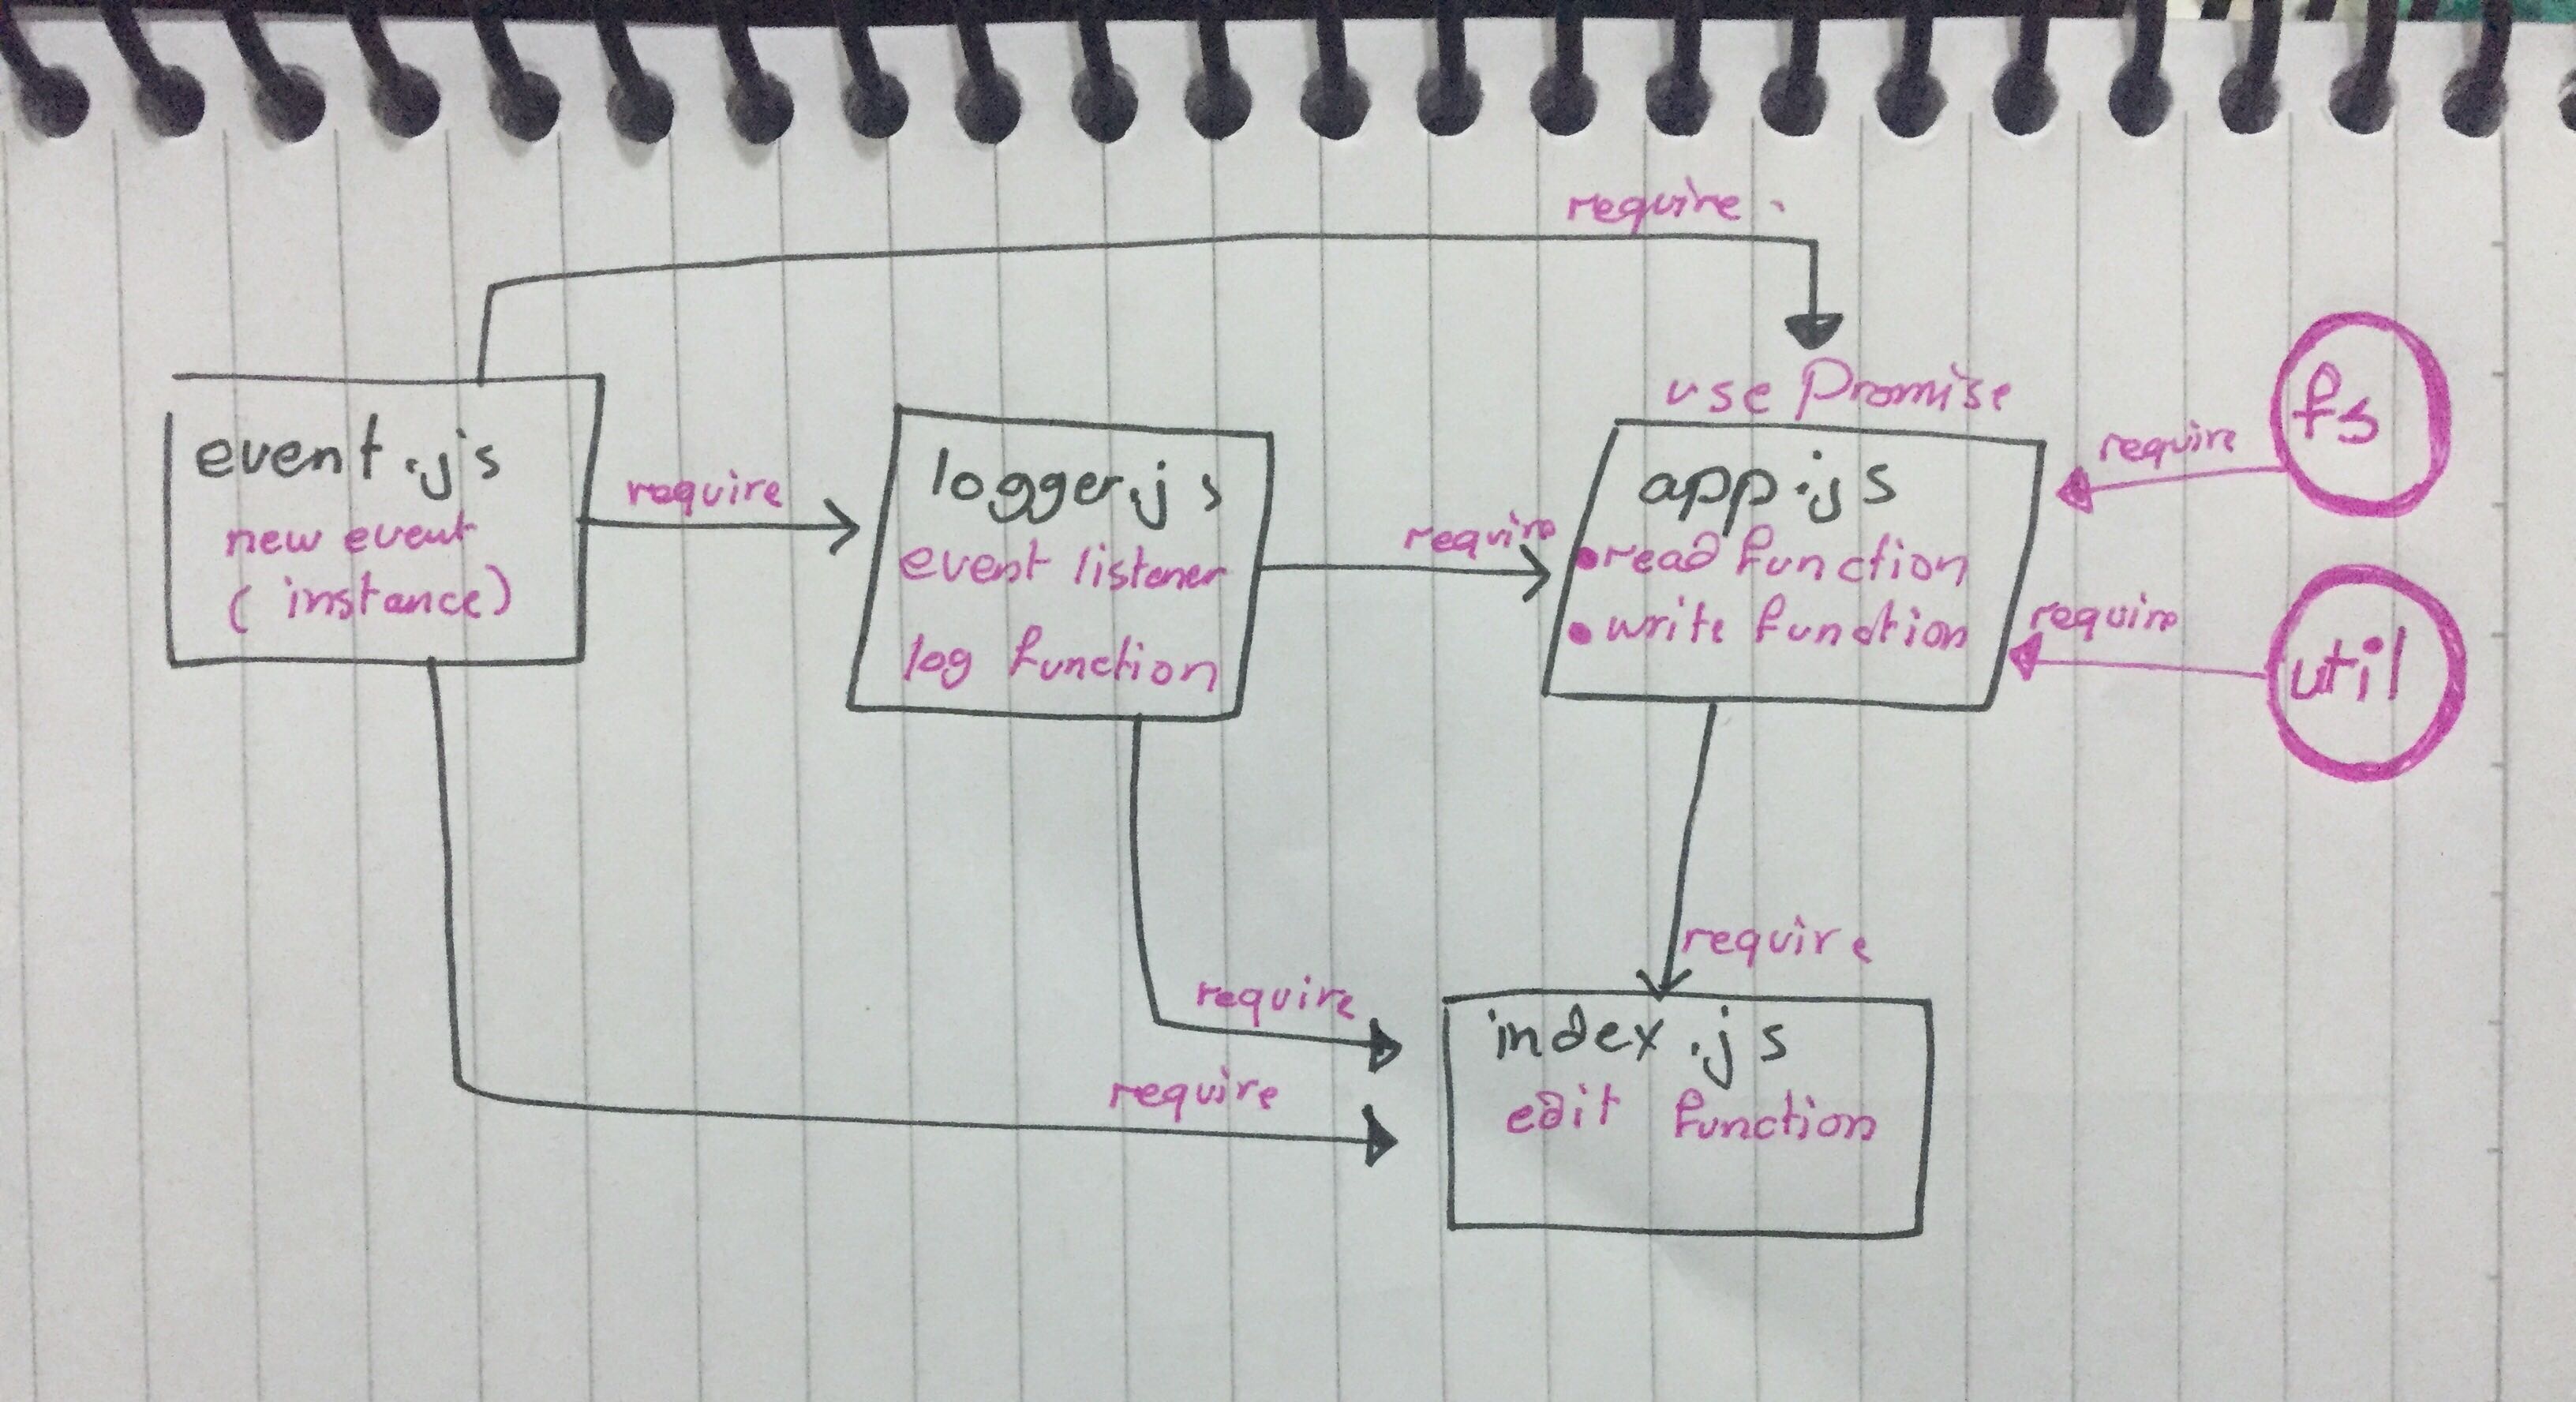 require
use Promise
event.js
new event
( instance)
require
logger.js
event listener
log function
require
app.js
•read function
•write function
require
fs
require
util
require
require
require
index.js
edit function